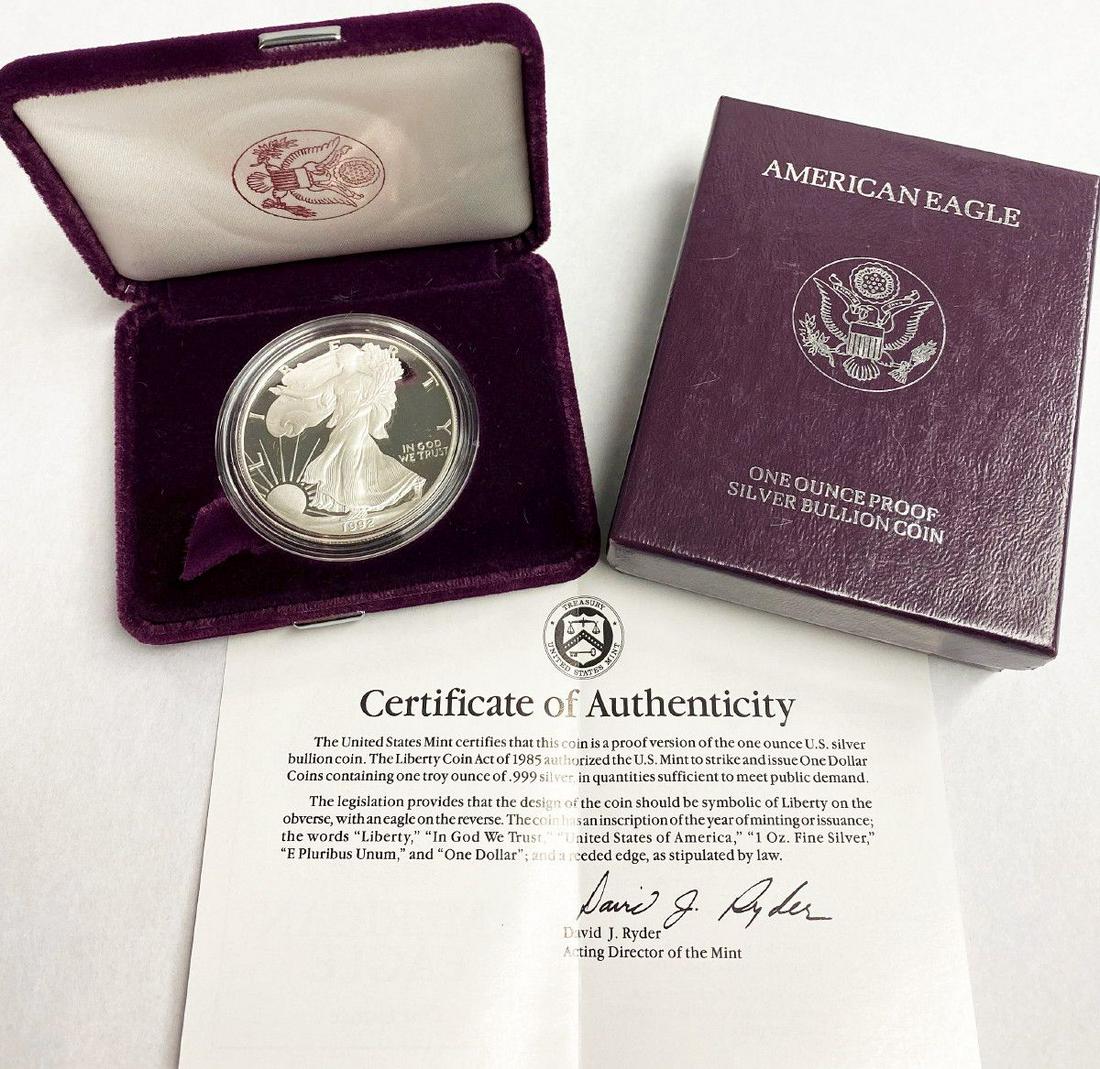 LIBERTY
IN GOD
WE TRUST
1992
AMERICAN EAGLE
ONE OUNCE PROOF
SILVER BULLION COIN
TREASURY
UNITED STATES MINT
Certificate of Authenticity
The United States Mint certifies that this coin is a proof version of the one ounce U.S. silver
bullion coin. The Liberty Coin Act of 1985 authorized the U.S. Mint to strike and issue One Dollar
Coins containing one troy ounce of .999 silver, in quantities sufficient to meet public demand.
The legislation provides that the design of the coin should be symbolic of Liberty on the
obverse, with an eagle on the reverse. The coin has an inscription of the year of minting or issuance;
the words “Liberty,” “In God We Trust,” “United States of America,” “1 Oz. Fine Silver,”
“E Pluribus Unum,” and “One Dollar”; and a reeded edge, as stipulated by law.
David J. Ryder
David J. Ryder
Acting Director of the Mint